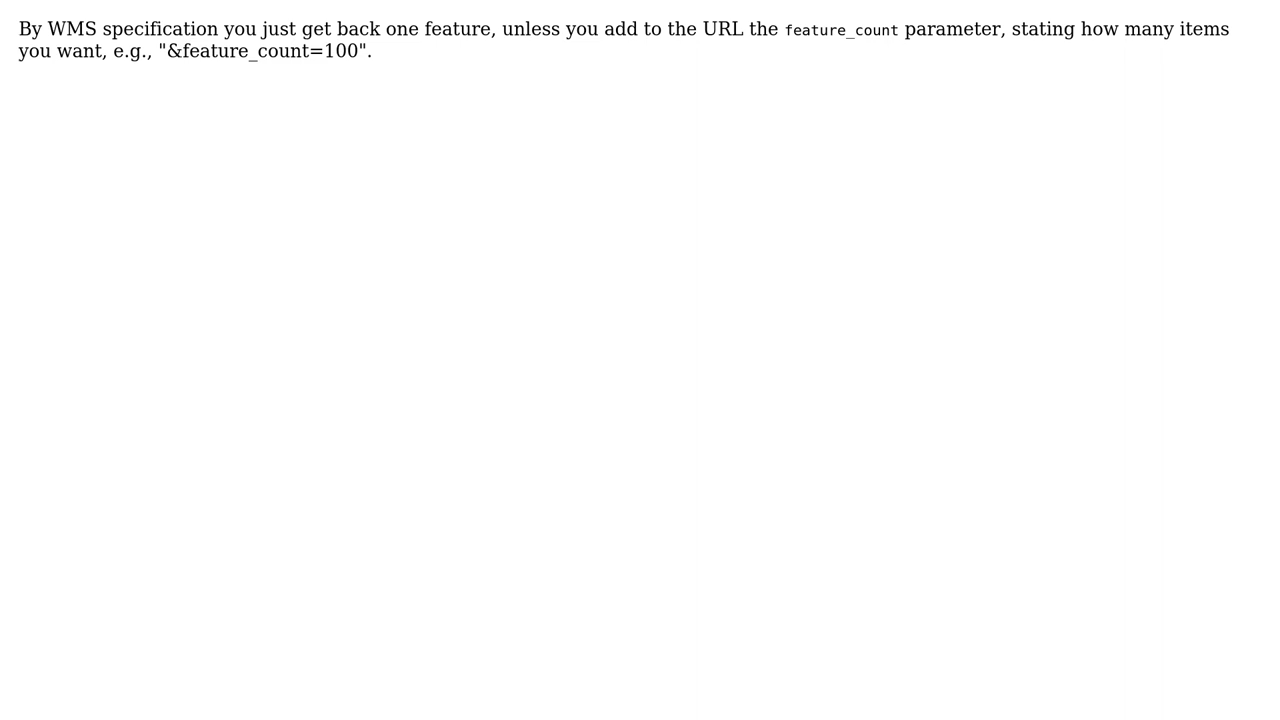 By WMS specification you just get back one feature, unless you add to the URL the feature_count parameter, stating how many items
you want, e.g., "&feature_count=100".